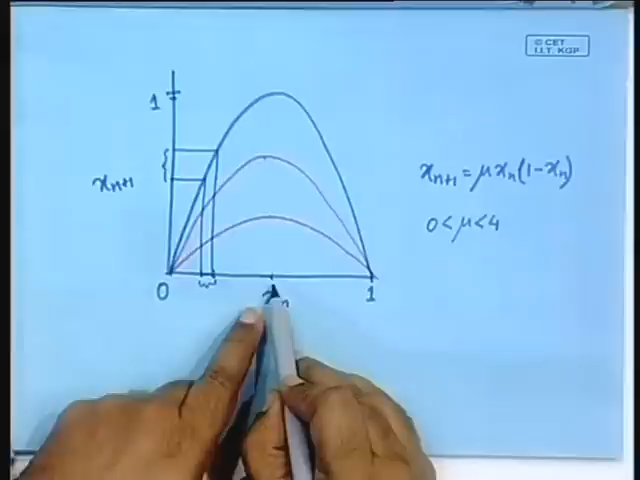 © CET
I.I.T. KGP
1
x_{n+1}
x_{n+1} = μx_n(1-x_n)
0<μ<4
0
1